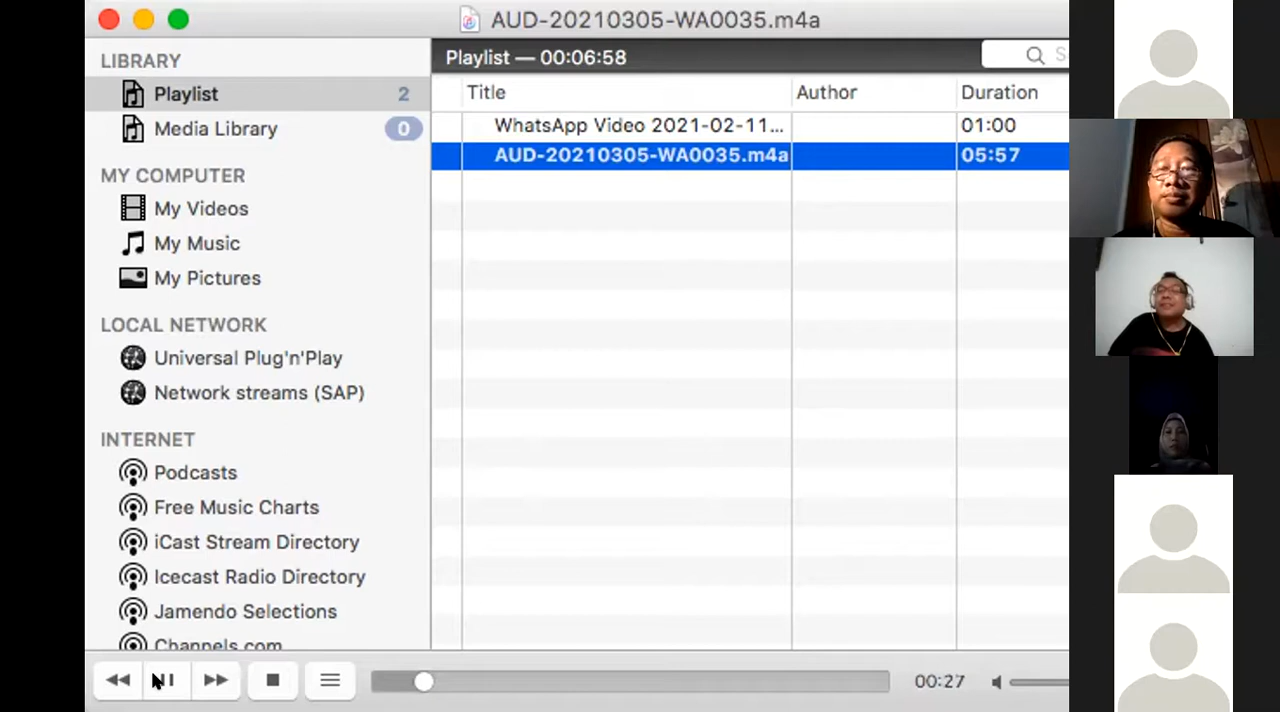 AUD-20210305-WA0035.m4a
LIBRARY
Playlist 2
Media Library 0
MY COMPUTER
My Videos
My Music
My Pictures
LOCAL NETWORK
Universal Plug'n'Play
Network streams (SAP)
INTERNET
Podcasts
Free Music Charts
iCast Stream Directory
Icecast Radio Directory
Jamendo Selections
Channels.com
Playlist — 00:06:58
S
Title Author Duration
WhatsApp Video 2021-02-11... 01:00
AUD-20210305-WA0035.m4a 05:57
00:27